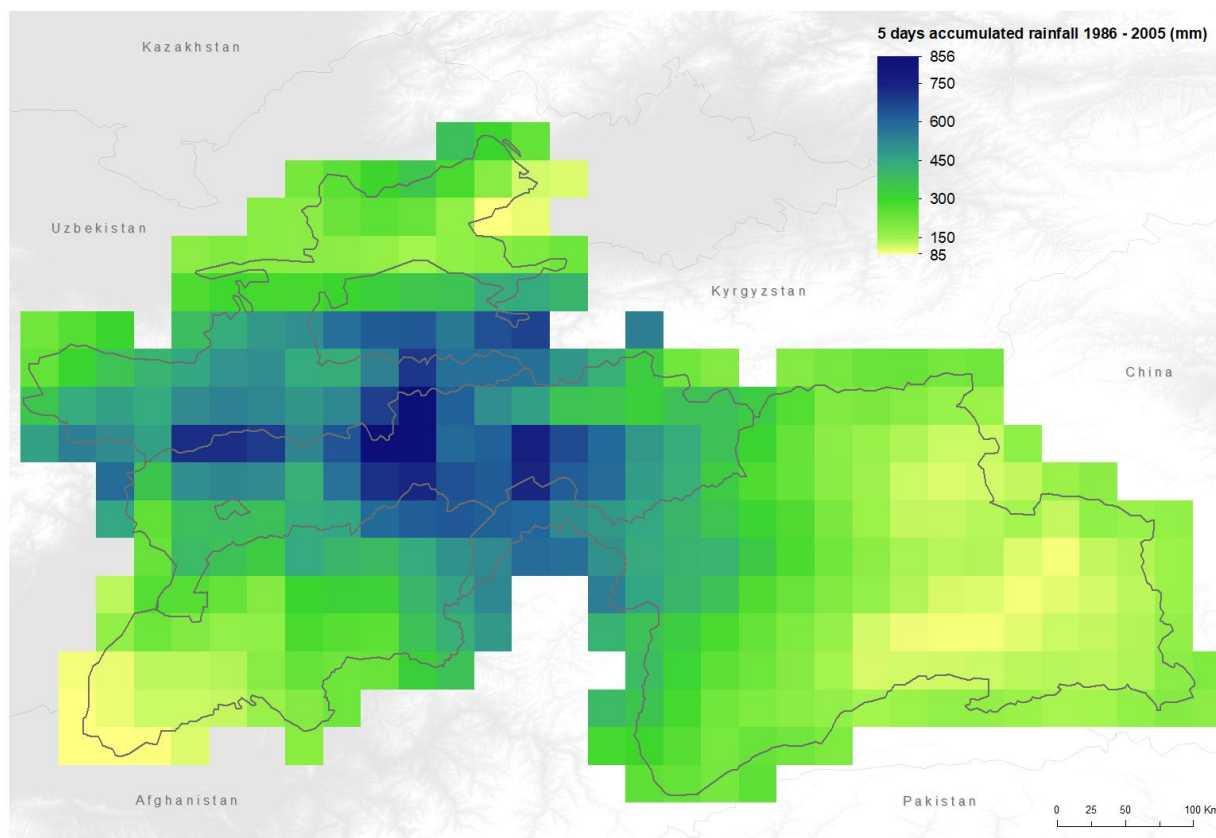 Kazakhstan
5 days accumulated rainfall 1986 - 2005 (mm)
856
750
600
450
300
150
85
Uzbekistan
Kyrgyzstan
China
Afghanistan
Pakistan
0 25 50 100 Km